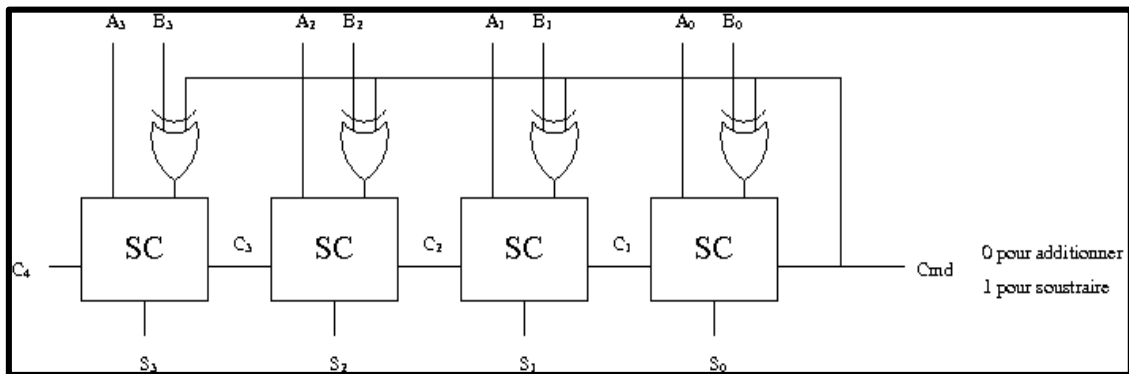 A₃ B₃ A₂ B₂ A₁ B₁ A₀ B₀
SC C₃ SC C₂ SC C₁ SC
C₄ Cmd
0 pour additionner
1 pour soustraire
S₃ S₂ S₁ S₀